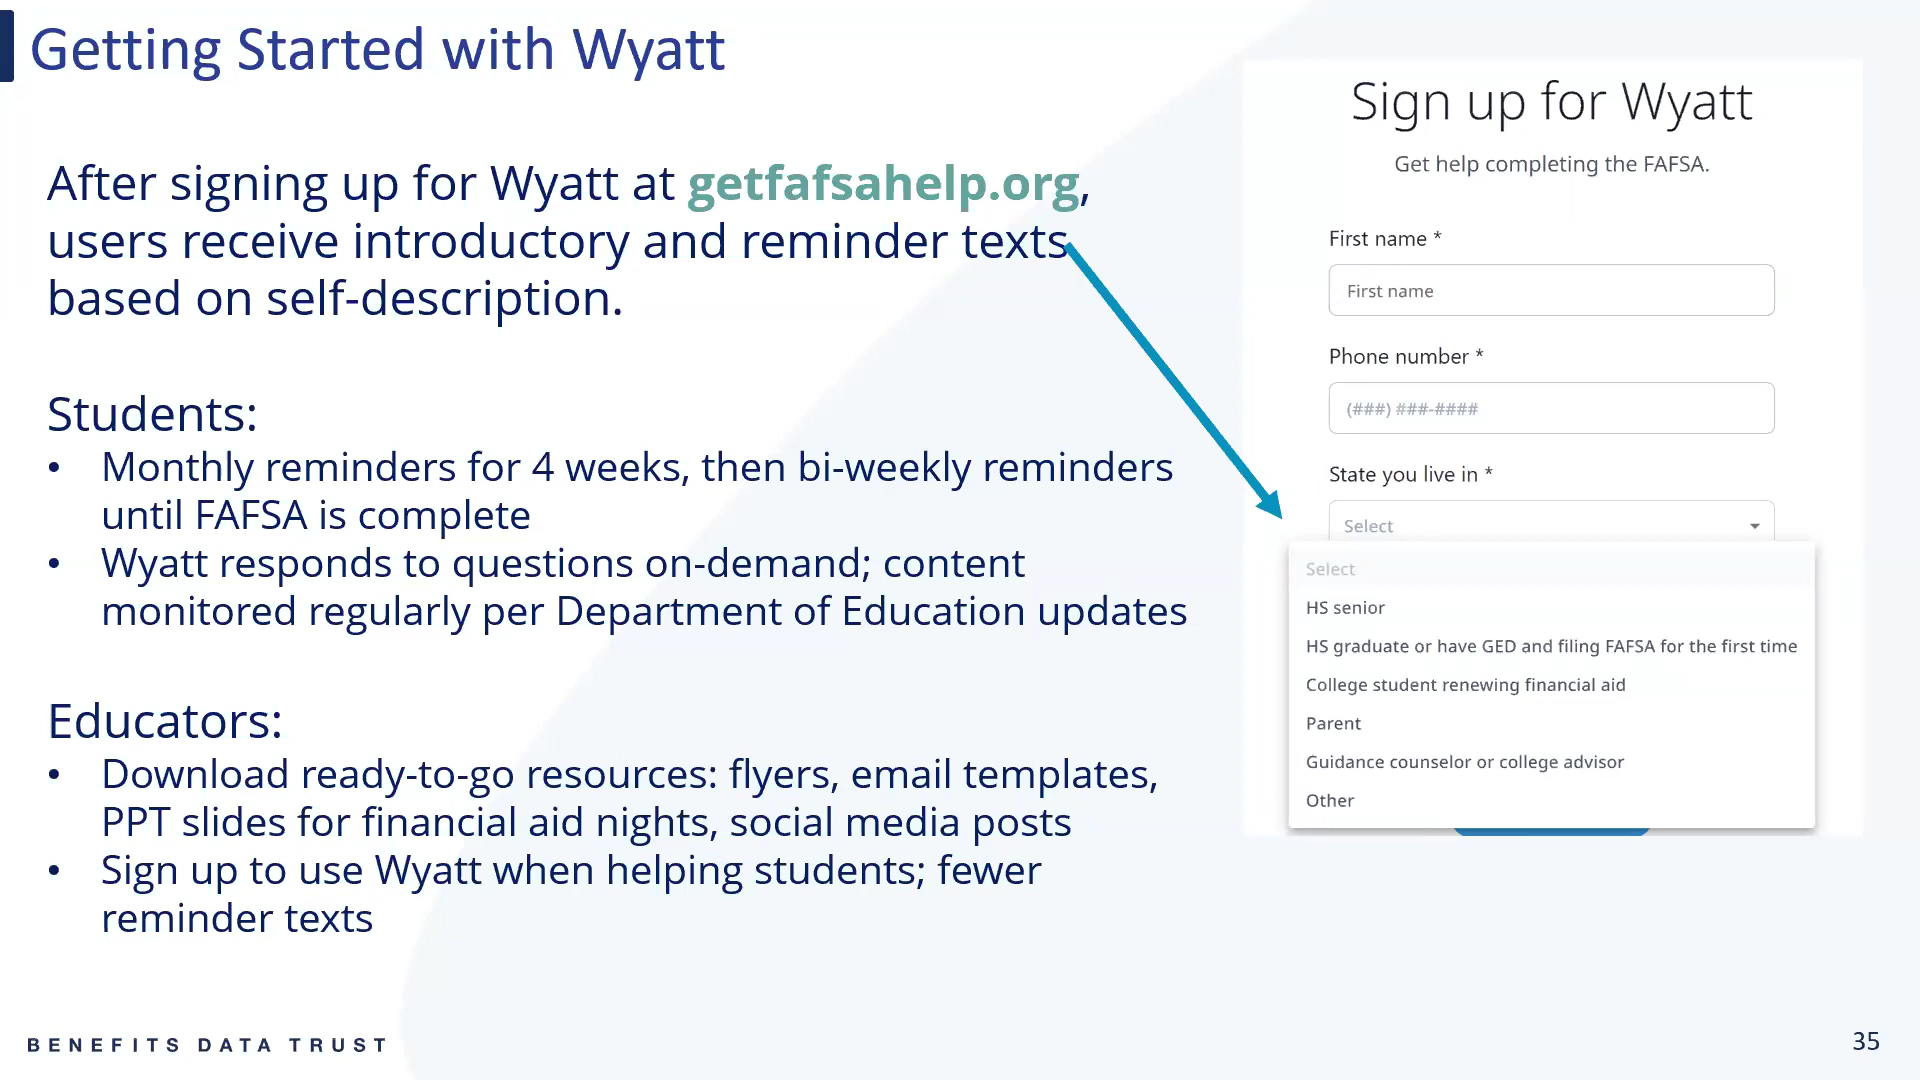 Getting Started with Wyatt
After signing up for Wyatt at getfafsahelp.org,
users receive introductory and reminder texts
based on self-description.
Students:
• Monthly reminders for 4 weeks, then bi-weekly reminders
until FAFSA is complete
• Wyatt responds to questions on-demand; content
monitored regularly per Department of Education updates
Educators:
• Download ready-to-go resources: flyers, email templates,
PPT slides for financial aid nights, social media posts
• Sign up to use Wyatt when helping students; fewer
reminder texts
Sign up for Wyatt
Get help completing the FAFSA.
First name *
First name
Phone number *
(###) ###-####
State you live in *
Select
Select
HS senior
HS graduate or have GED and filing FAFSA for the first time
College student renewing financial aid
Parent
Guidance counselor or college advisor
Other
BENEFITS DATA TRUST
35